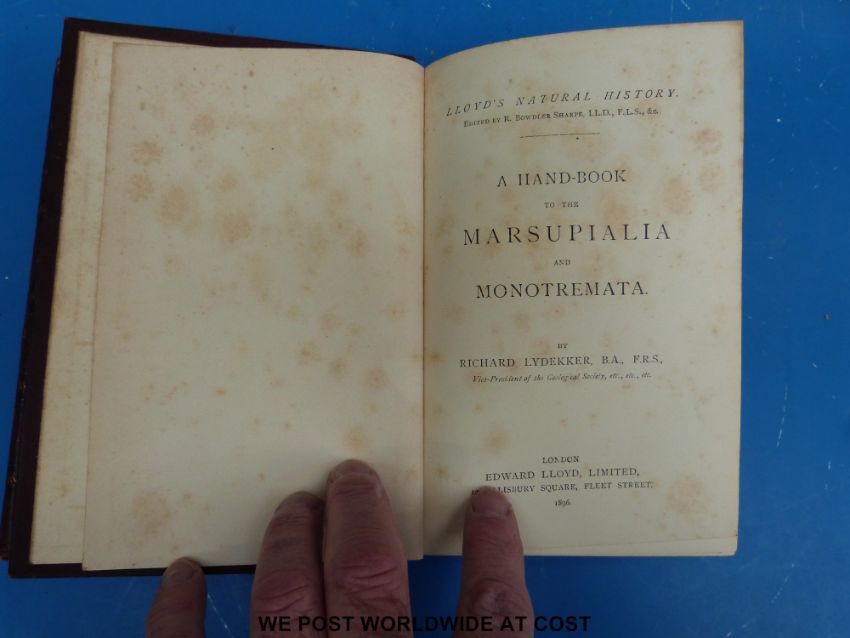 LLOYD'S NATURAL HISTORY.
EDITED BY R. BOWDLER SHARPE, LL.D., F.L.S., &c.
A HAND-BOOK
TO THE
MARSUPIALIA
AND
MONOTREMATA.
BY
RICHARD LYDEKKER, B.A., F.R.S.,
Vice-President of the Geological Society, etc., etc., etc.
LONDON
EDWARD LLOYD, LIMITED,
SQUARE, FLEET STREET,
1896.
WE POST WORLDWIDE AT COST